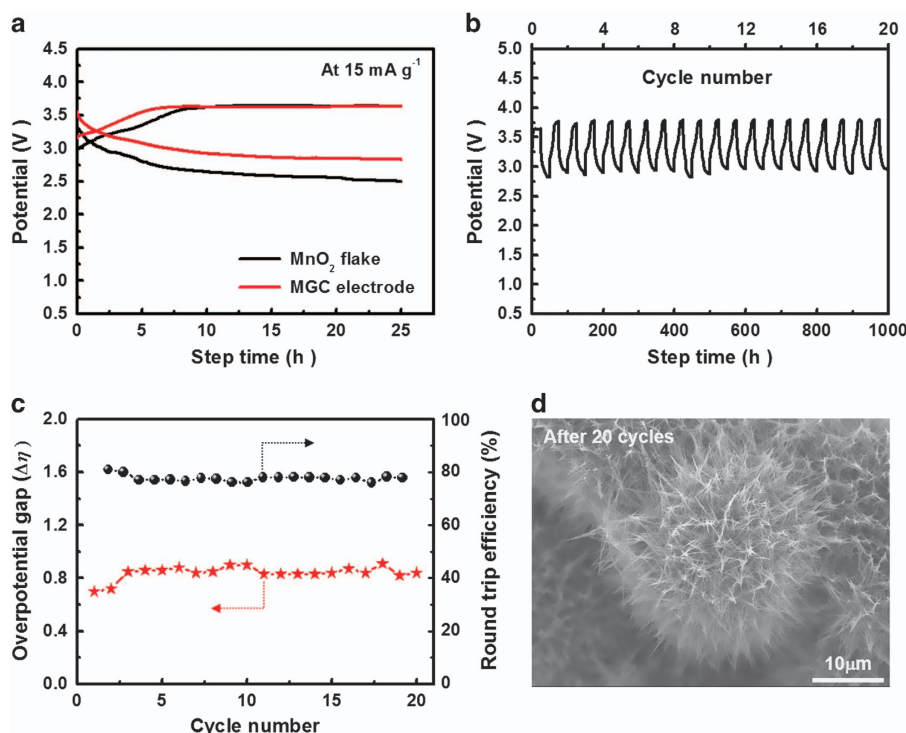 a
4.5
4.0
3.5
3.0
2.5
2.0
1.5
1.0
0.5
Potential (V )
At 15 mA g⁻¹
MnO₂ flake
MGC electrode
0 5 10 15 20 25
Step time (h )
b
0 4 8 12 16 20
Cycle number
5.0
4.5
4.0
3.5
3.0
2.5
2.0
1.5
1.0
0.5
Potential (V )
0 200 400 600 800 1000
Step time (h )
c
2.0
1.6
1.2
0.8
0.4
0.0
Overpotential gap (Δη )
100
80
60
40
20
0
Round trip efficiency (%)
0 5 10 15 20
Cycle number
d
After 20 cycles
10μm